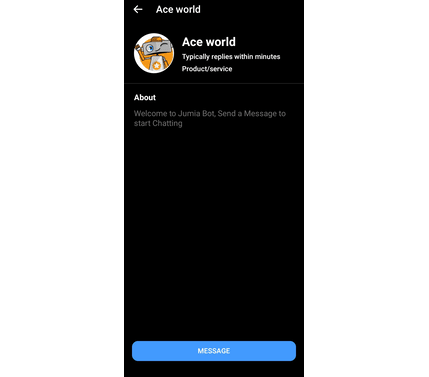 Ace world
Ace world
Typically replies within minutes
Product/service
About
Welcome to Jumia Bot, Send a Message to
start Chatting
MESSAGE